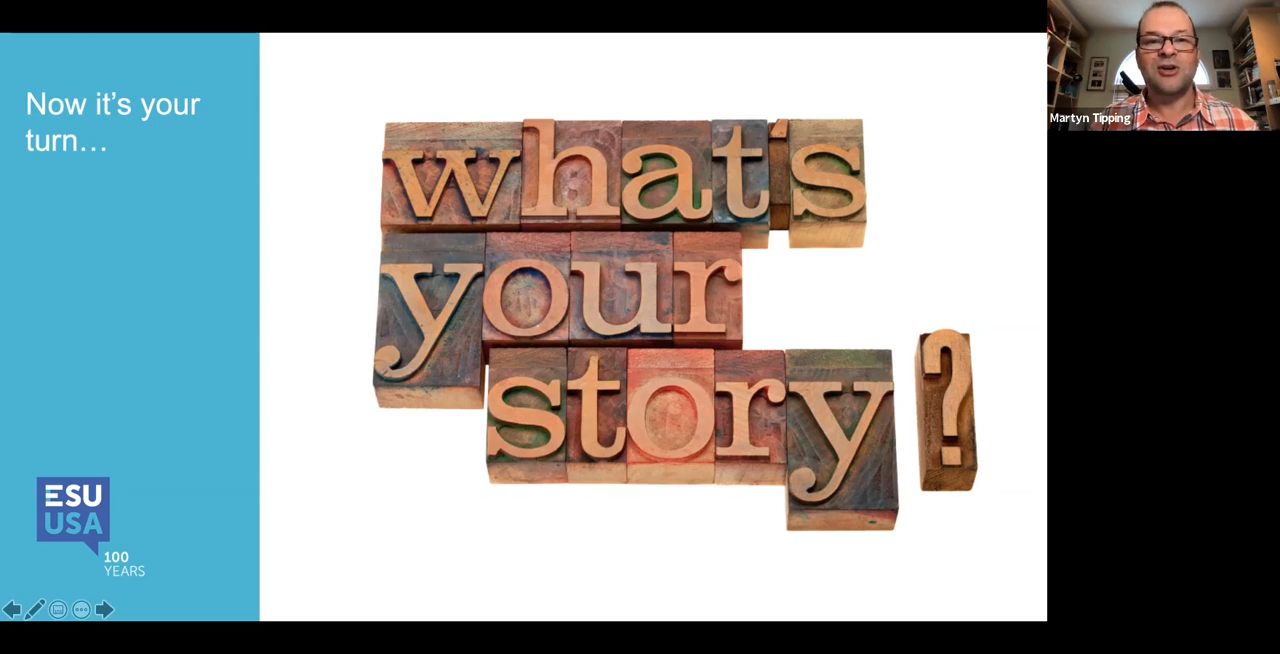 Now it’s your
turn…
what's
your
story?
ESU
USA
100
YEARS
Martyn Tipping